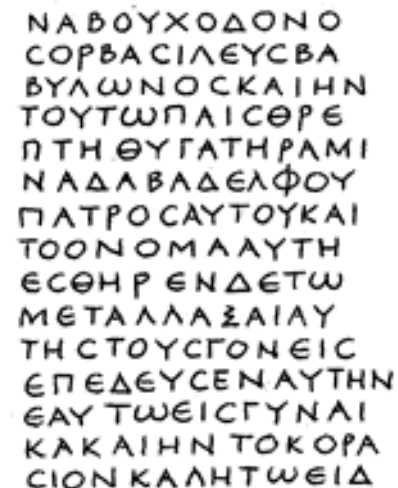 ΝΑΒΟΥΧΟΔΟΝΟ
ϹΟΡΒΑϹΙΛΕΥϹΒΑ
ΒΥΛΩΝΟϹΚΑΙΗΝ
ΤΟΥΤΩΠΑΙϹΘΡΕ
ΠΤΗΘΥΓΑΤΗΡΑΜΙ
ΝΑΔΑΒΑΔΕΛΦΟΥ
ΠΑΤΡΟϹΑΥΤΟΥΚΑΙ
ΤΟΟΝΟΜΑΑΥΤΗ
ΕϹΘΗΡΕΝΔΕΤΩ
ΜΕΤΑΛΛΑΞΑΙΑΥ
ΤΗϹΤΟΥϹΓΟΝΕΙϹ
ΕΠΕΔΕΥϹΕΝΑΥΤΗΝ
ΕΑΥΤΩΕΙϹΓΥΝΑΙ
ΚΑΚΑΙΗΝΤΟΚΟΡΑ
ϹΙΟΝΚΑΛΗΤΩΕΙΔ